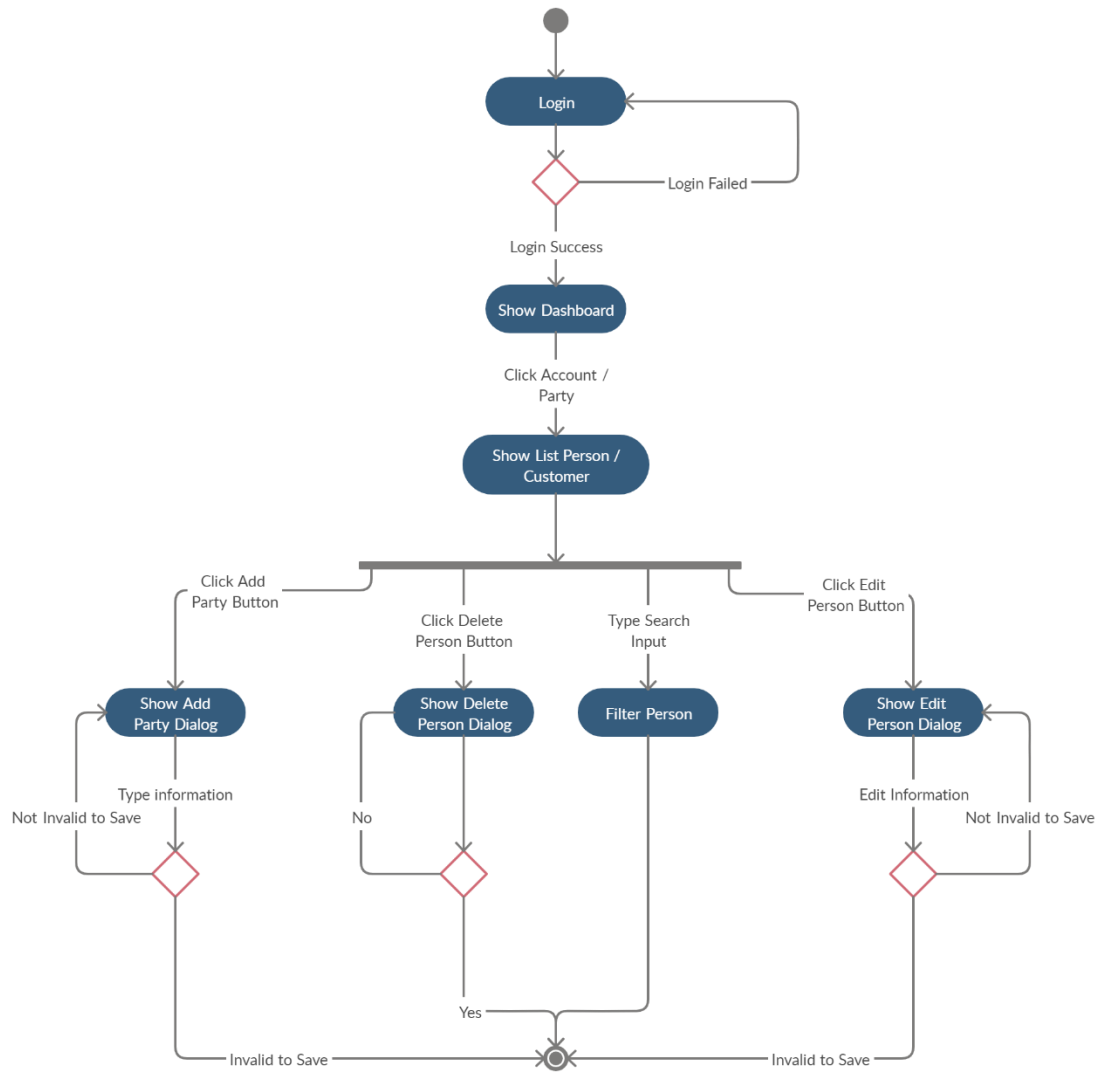 Login
Login Failed
Login Success
Show Dashboard
Click Account /
Party
Show List Person /
Customer
Click Add
Party Button
Click Delete
Person Button
Type Search
Input
Click Edit
Person Button
Show Add
Party Dialog
Show Delete
Person Dialog
Filter Person
Show Edit
Person Dialog
Type information
Not Invalid to Save
No
Edit Information
Not Invalid to Save
Yes
Invalid to Save
Invalid to Save